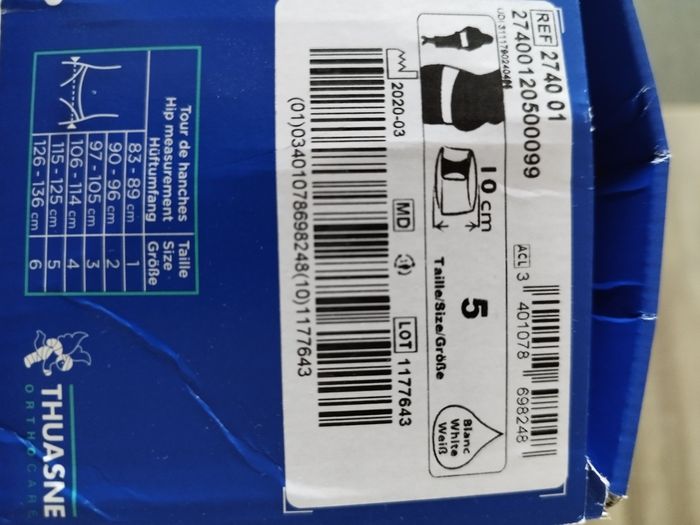 REF 2740 01
27400120500099
UDI:31117902404M
ACL 3 401078 698248
10 cm
5
Taille/Size/Größe
Blanc
White
Weiß
2020-03
MD
LOT 1177643
(01)03401078698248(10)1177643
Tour de hanches Taille
Hip measurement Size
Hüftumfang Größe
83 - 89 cm 1
90 - 96 cm 2
97 - 105 cm 3
106 - 114 cm 4
115 - 125 cm 5
126 - 136 cm 6
THUASNE
ORTHOCARE